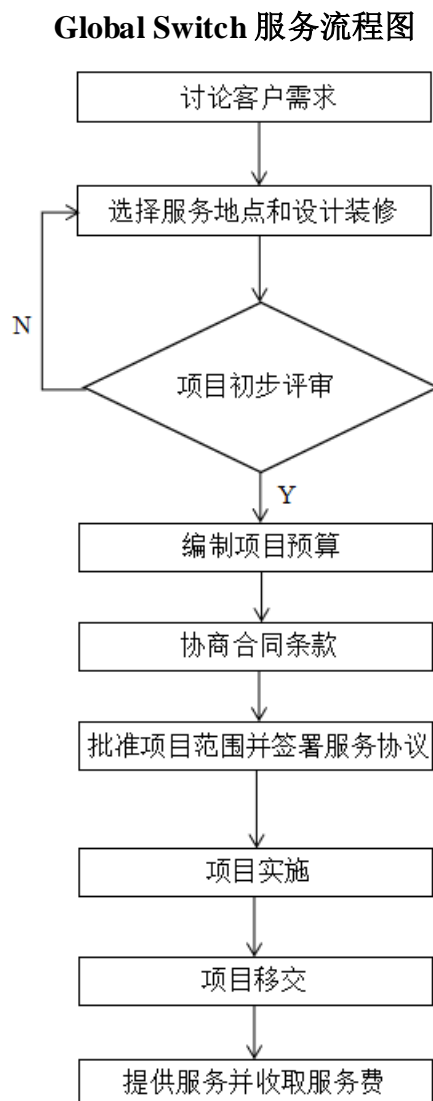 Global Switch 服务流程图
讨论客户需求
选择服务地点和设计装修
N
项目初步评审
Y
编制项目预算
协商合同条款
批准项目范围并签署服务协议
项目实施
项目移交
提供服务并收取服务费